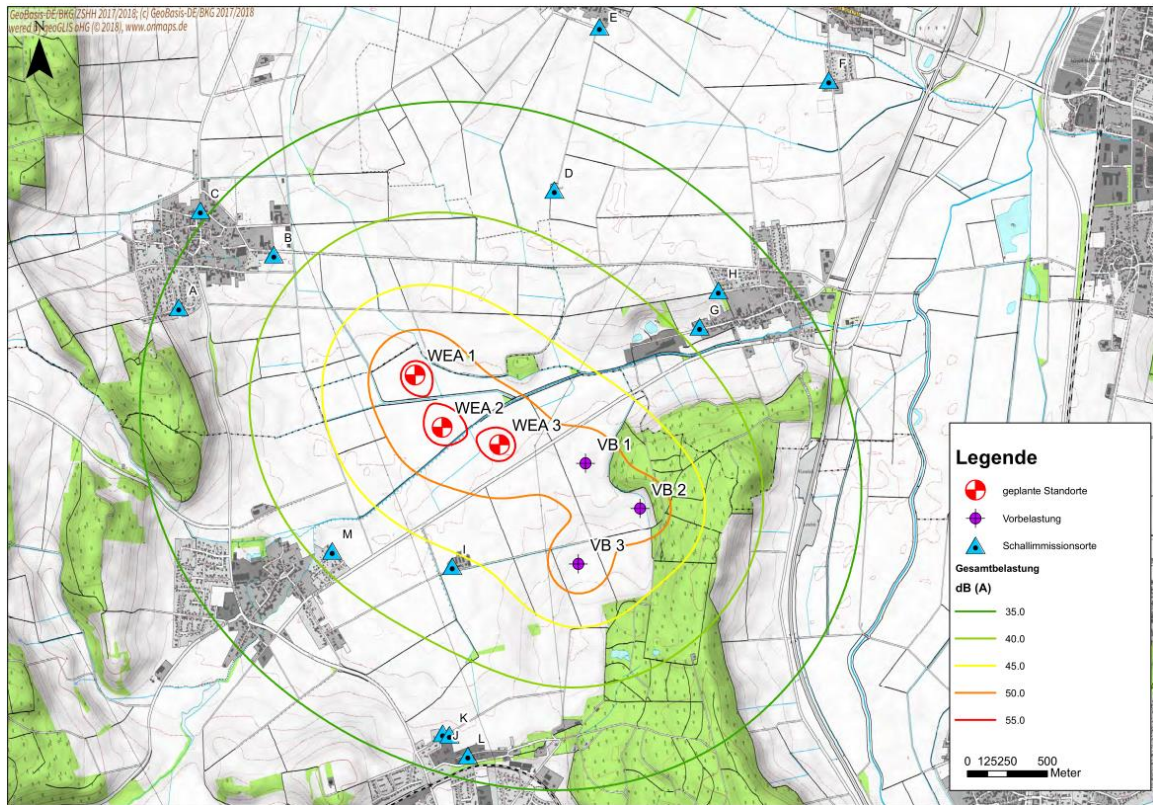 GeoBasis-DE/BKG ZSHH 2017/2018; (c) GeoBasis-DE/BKG 2017/2018
wered by geoGLIS oHG (© 2018), www.onmaps.de
N
E
F
D
C
B
A
H
G
WEA 1
WEA 2
WEA 3
VB 1
VB 2
VB 3
M
I
K
J
L
Legende
geplante Standorte
Vorbelastung
Schallimmissionsorte
Gesamtbelastung
dB (A)
35.0
40.0
45.0
50.0
55.0
0 125250 500
Meter